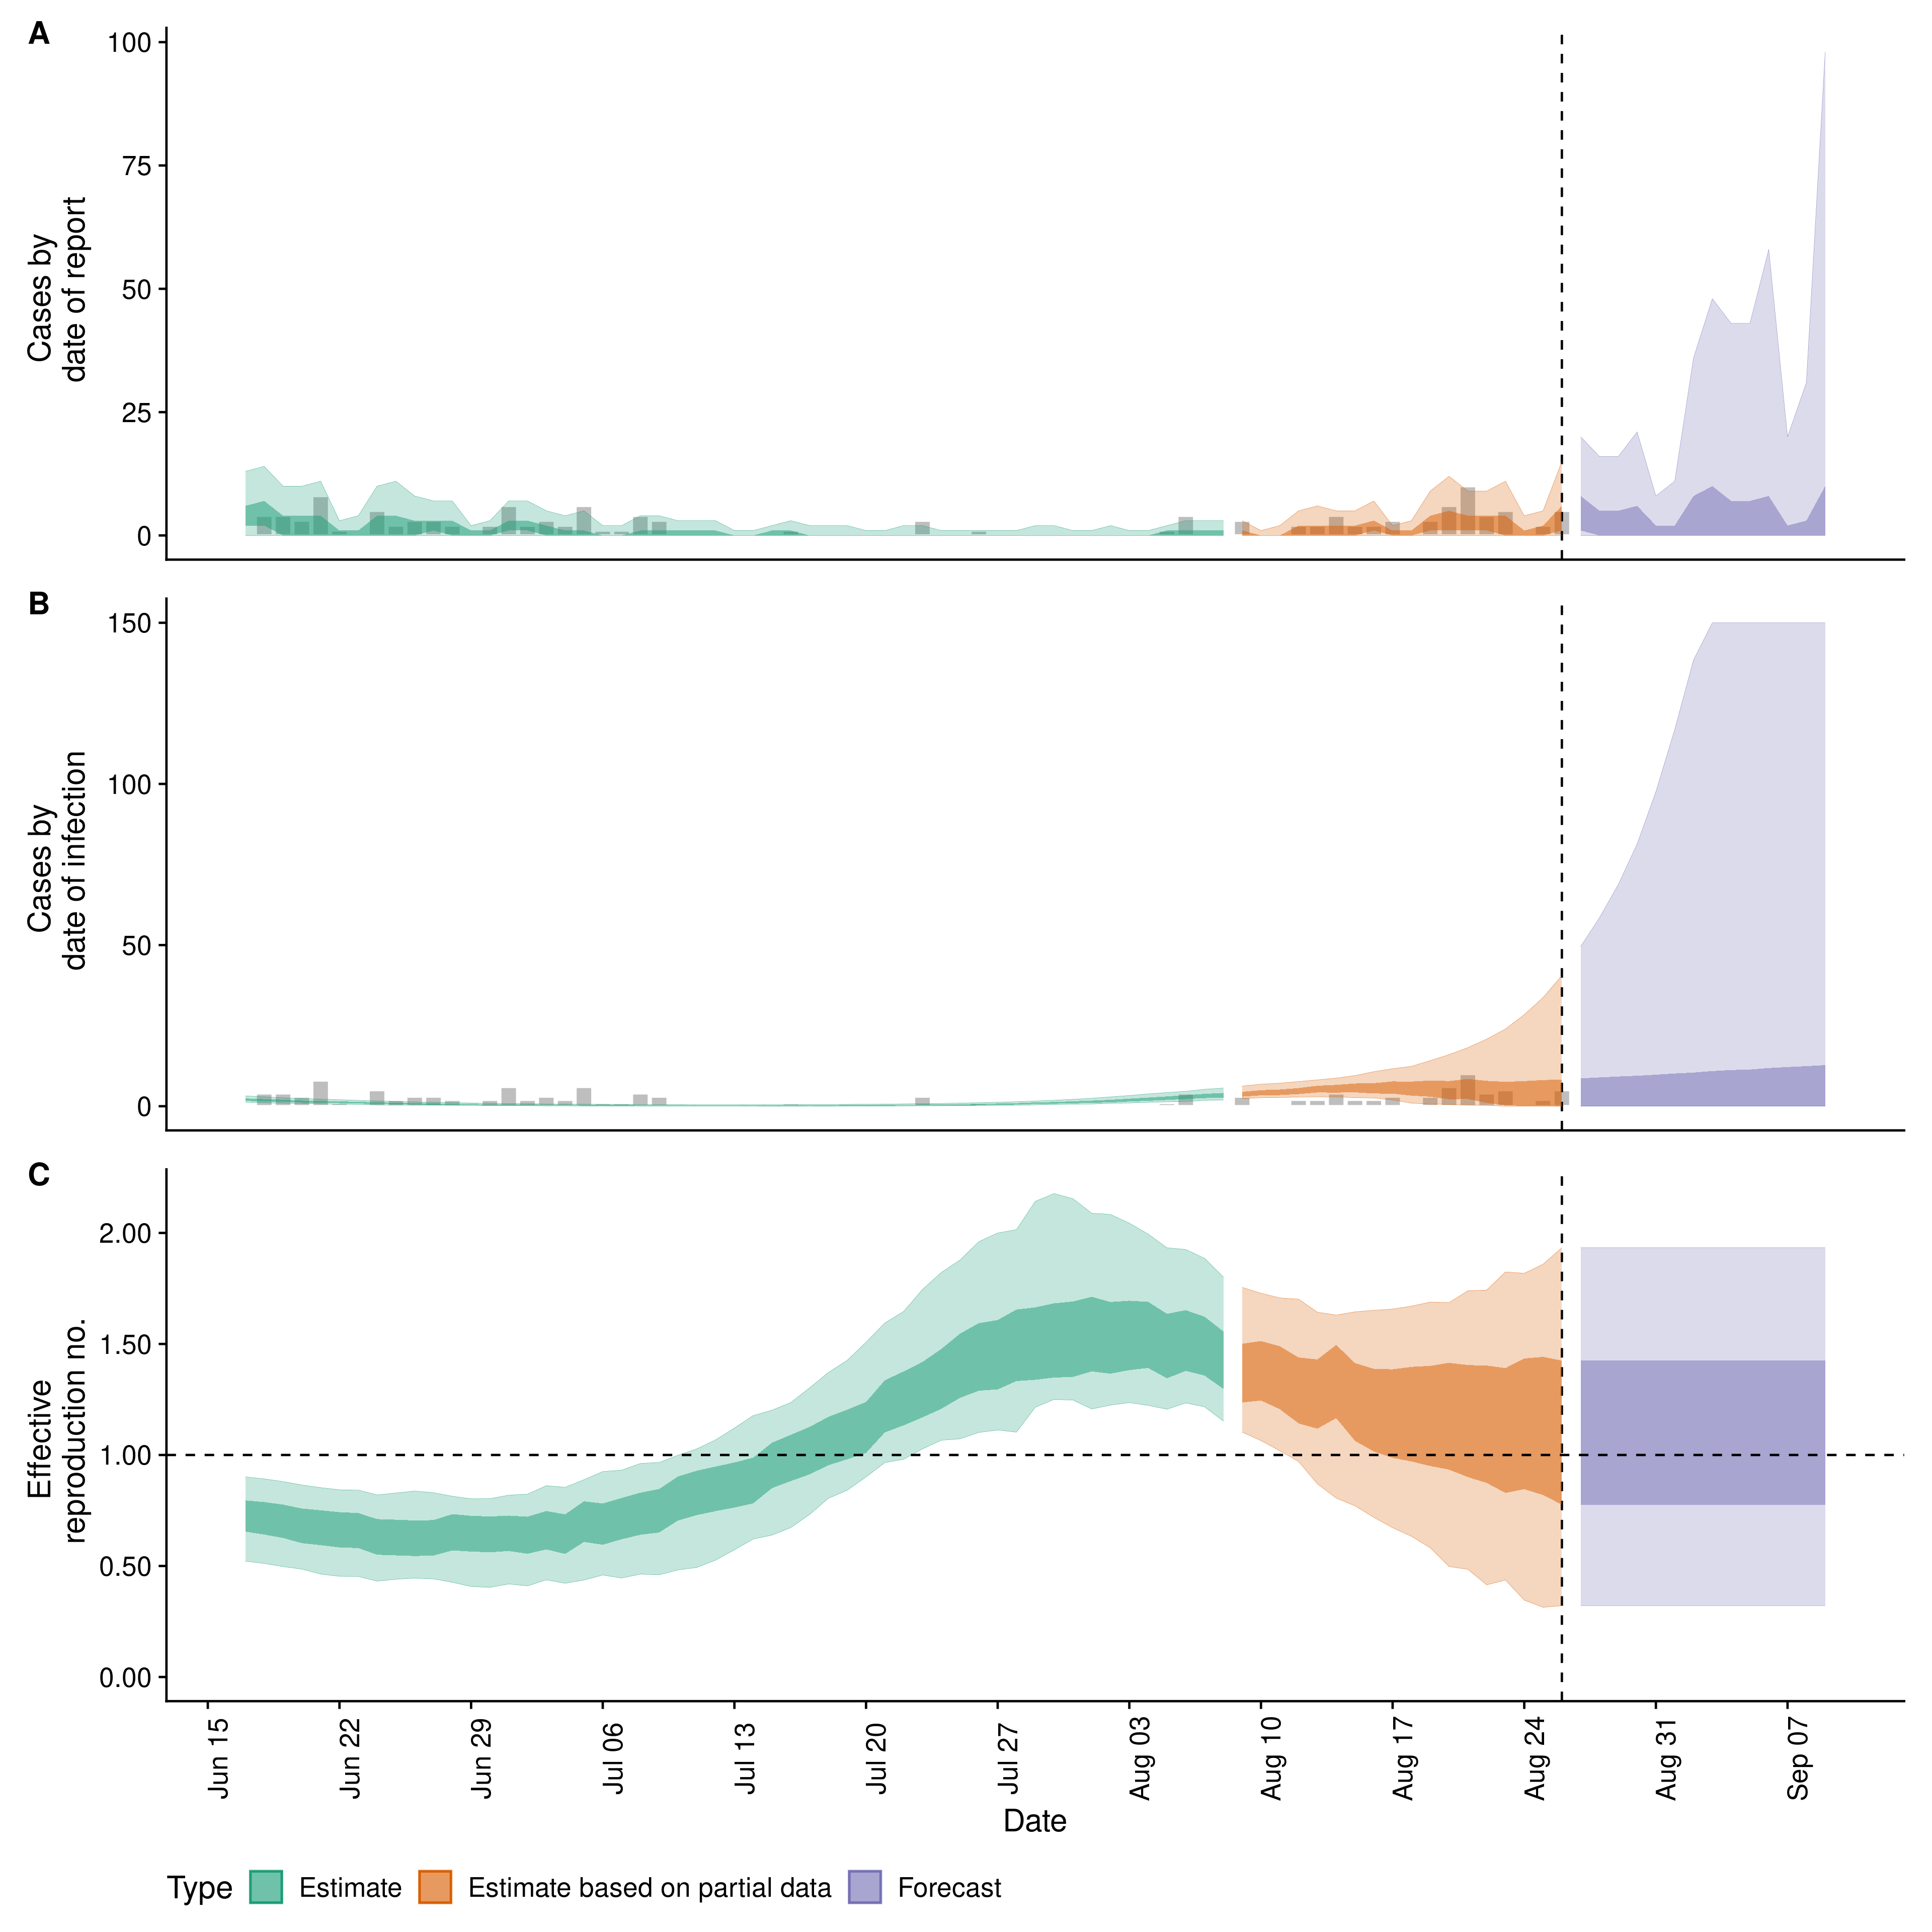 A
100
75
50
25
0
Cases by
date of report
B
150
100
50
0
Cases by
date of infection
C
2.00
1.50
1.00
0.50
0.00
Effective
reproduction no.
Jun 15
Jun 22
Jun 29
Jul 06
Jul 13
Jul 20
Jul 27
Aug 03
Aug 10
Aug 17
Aug 24
Aug 31
Sep 07
Date
Type Estimate Estimate based on partial data Forecast